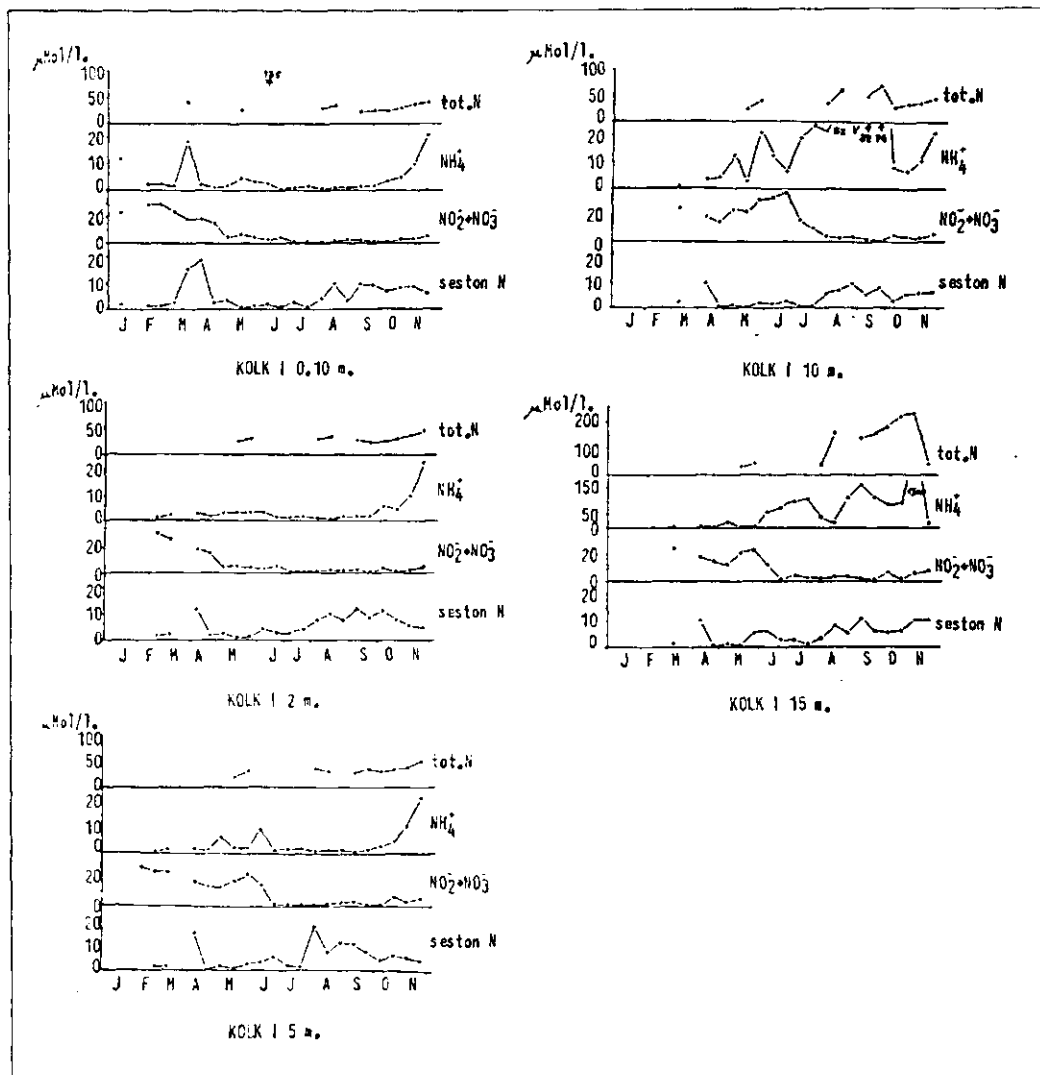 µMol/l.
100
50
0
tot.N
20
10
0
NH₄⁺
20
0
NO₂⁻+NO₃⁻
20
10
0
seston N
J F M A M J J A S O N
KOLK I 0.10 m.
µMol/l.
100
50
0
tot.N
20
10
0
NH₄⁺
20
0
NO₂⁻+NO₃⁻
20
10
0
seston N
J F M A M J J A S O N
KOLK I 10 m.
µMol/l.
100
50
0
tot.N
20
10
0
NH₄⁺
20
0
NO₂⁻+NO₃⁻
20
10
0
seston N
J F M A M J J A S O N
KOLK I 2 m.
µMol/l.
200
100
0
tot.N
150
50
0
NH₄⁺
20
0
NO₂⁻+NO₃⁻
20
10
0
seston N
J F M A M J J A S O N
KOLK I 15 m.
µMol/l.
100
50
0
tot.N
20
10
0
NH₄⁺
20
0
NO₂⁻+NO₃⁻
20
10
0
seston N
J F M A M J J A S O N
KOLK I 5 m.